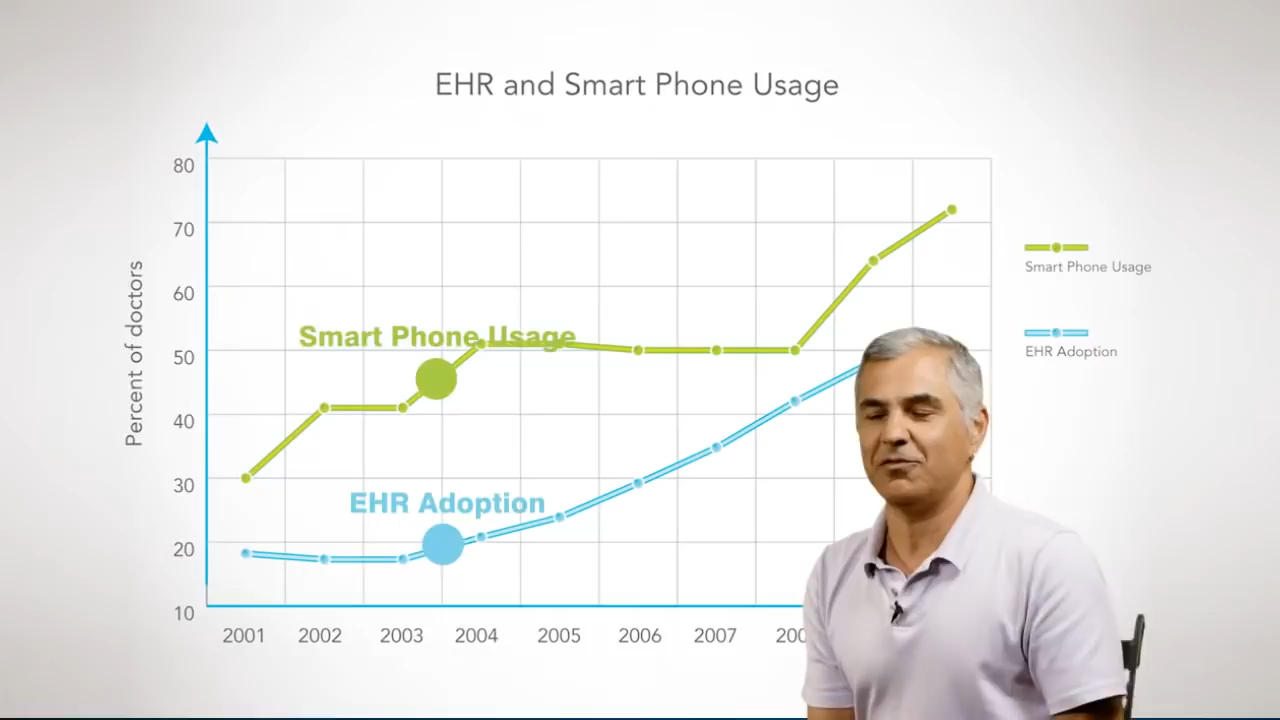 EHR and Smart Phone Usage
80
70
60
50
40
30
20
10
Percent of doctors
Smart Phone Usage
EHR Adoption
2001 2002 2003 2004 2005 2006 2007
Smart Phone Usage
EHR Adoption